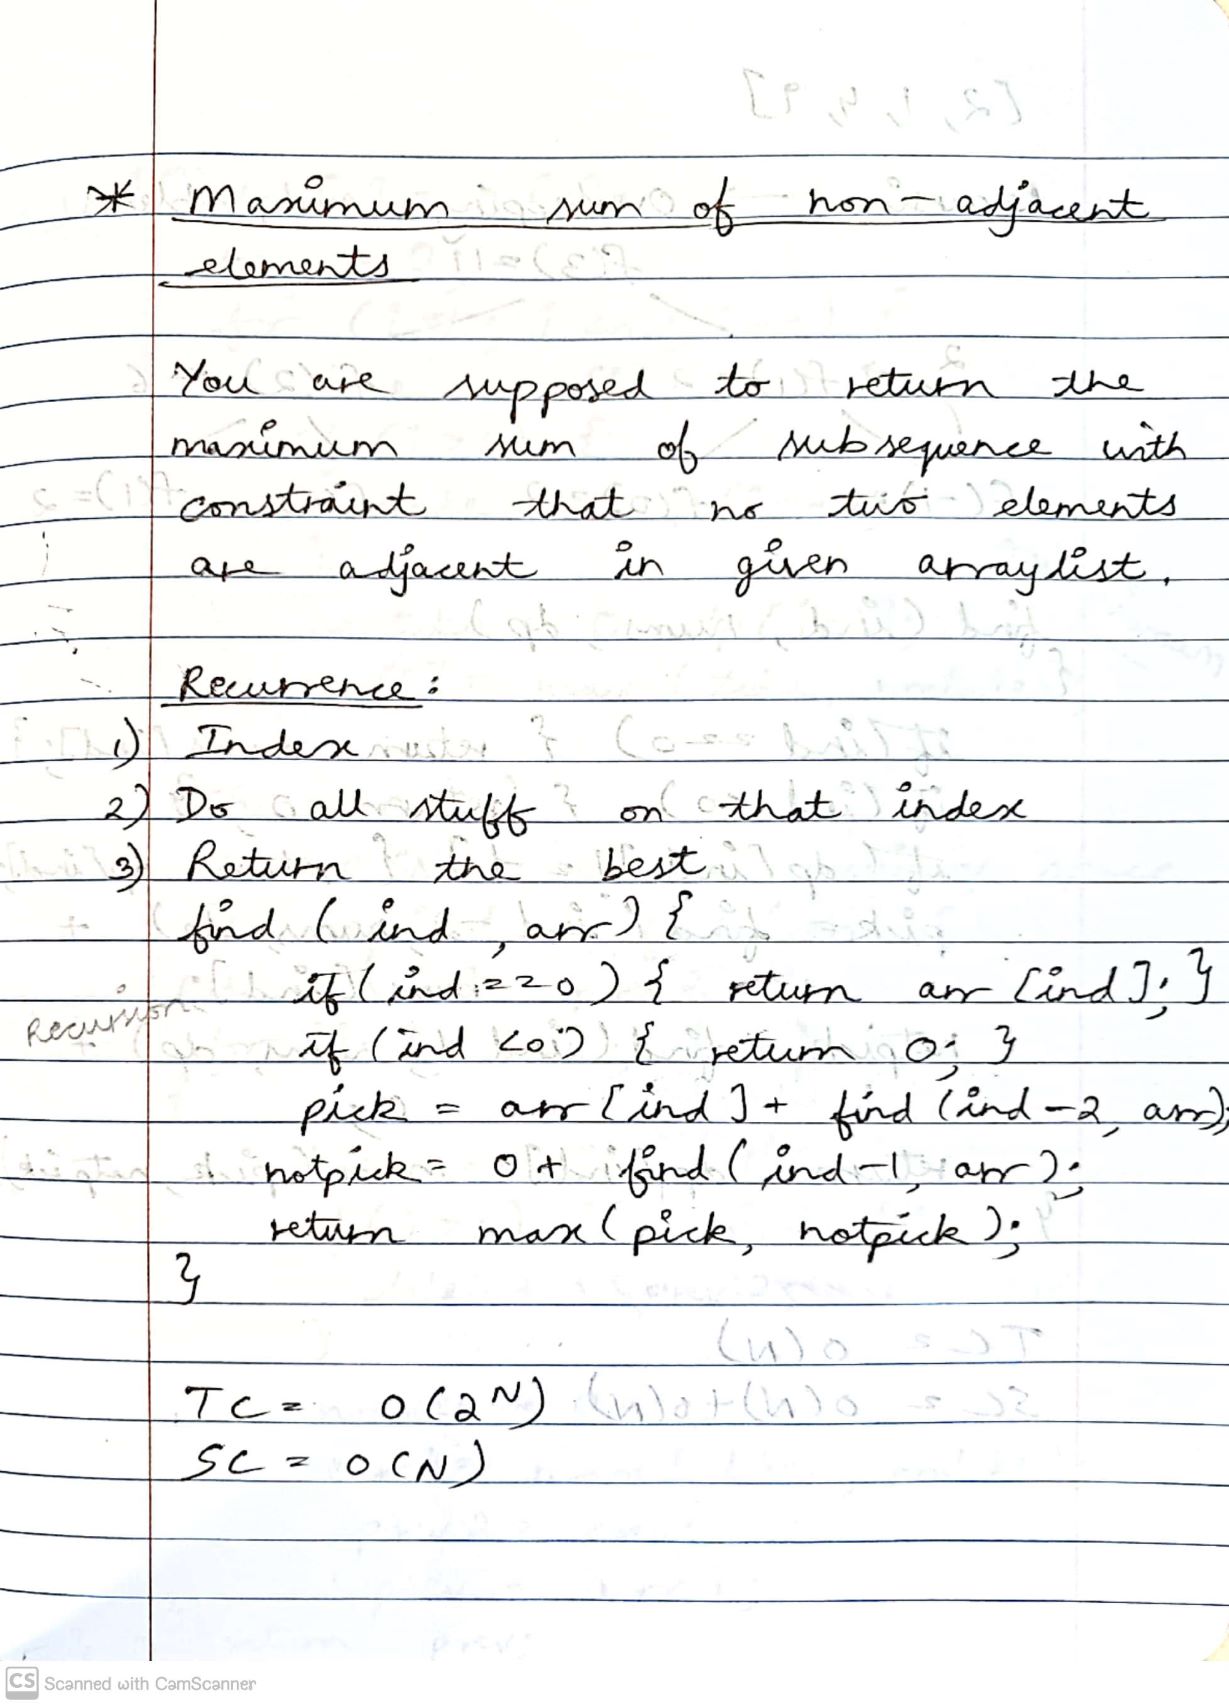 * Maximum sum of non-adjacent
elements
You are supposed to return the
maximum sum of subsequence with
constraint that no two elements
are adjacent in given arraylist.
Recurrence:
1) Index
2) Do all stuff on that index
3) Return the best
find (ind, arr) {
if (ind == 0) { return arr [ind]; }
Recursion
if (ind <0) { return 0; }
pick = arr [ind] + find (ind-2, arr);
notpick = 0 + find (ind-1, arr);
return max (pick, notpick);
}
TC = O(2^N)
SC = O(N)
CS Scanned with CamScanner